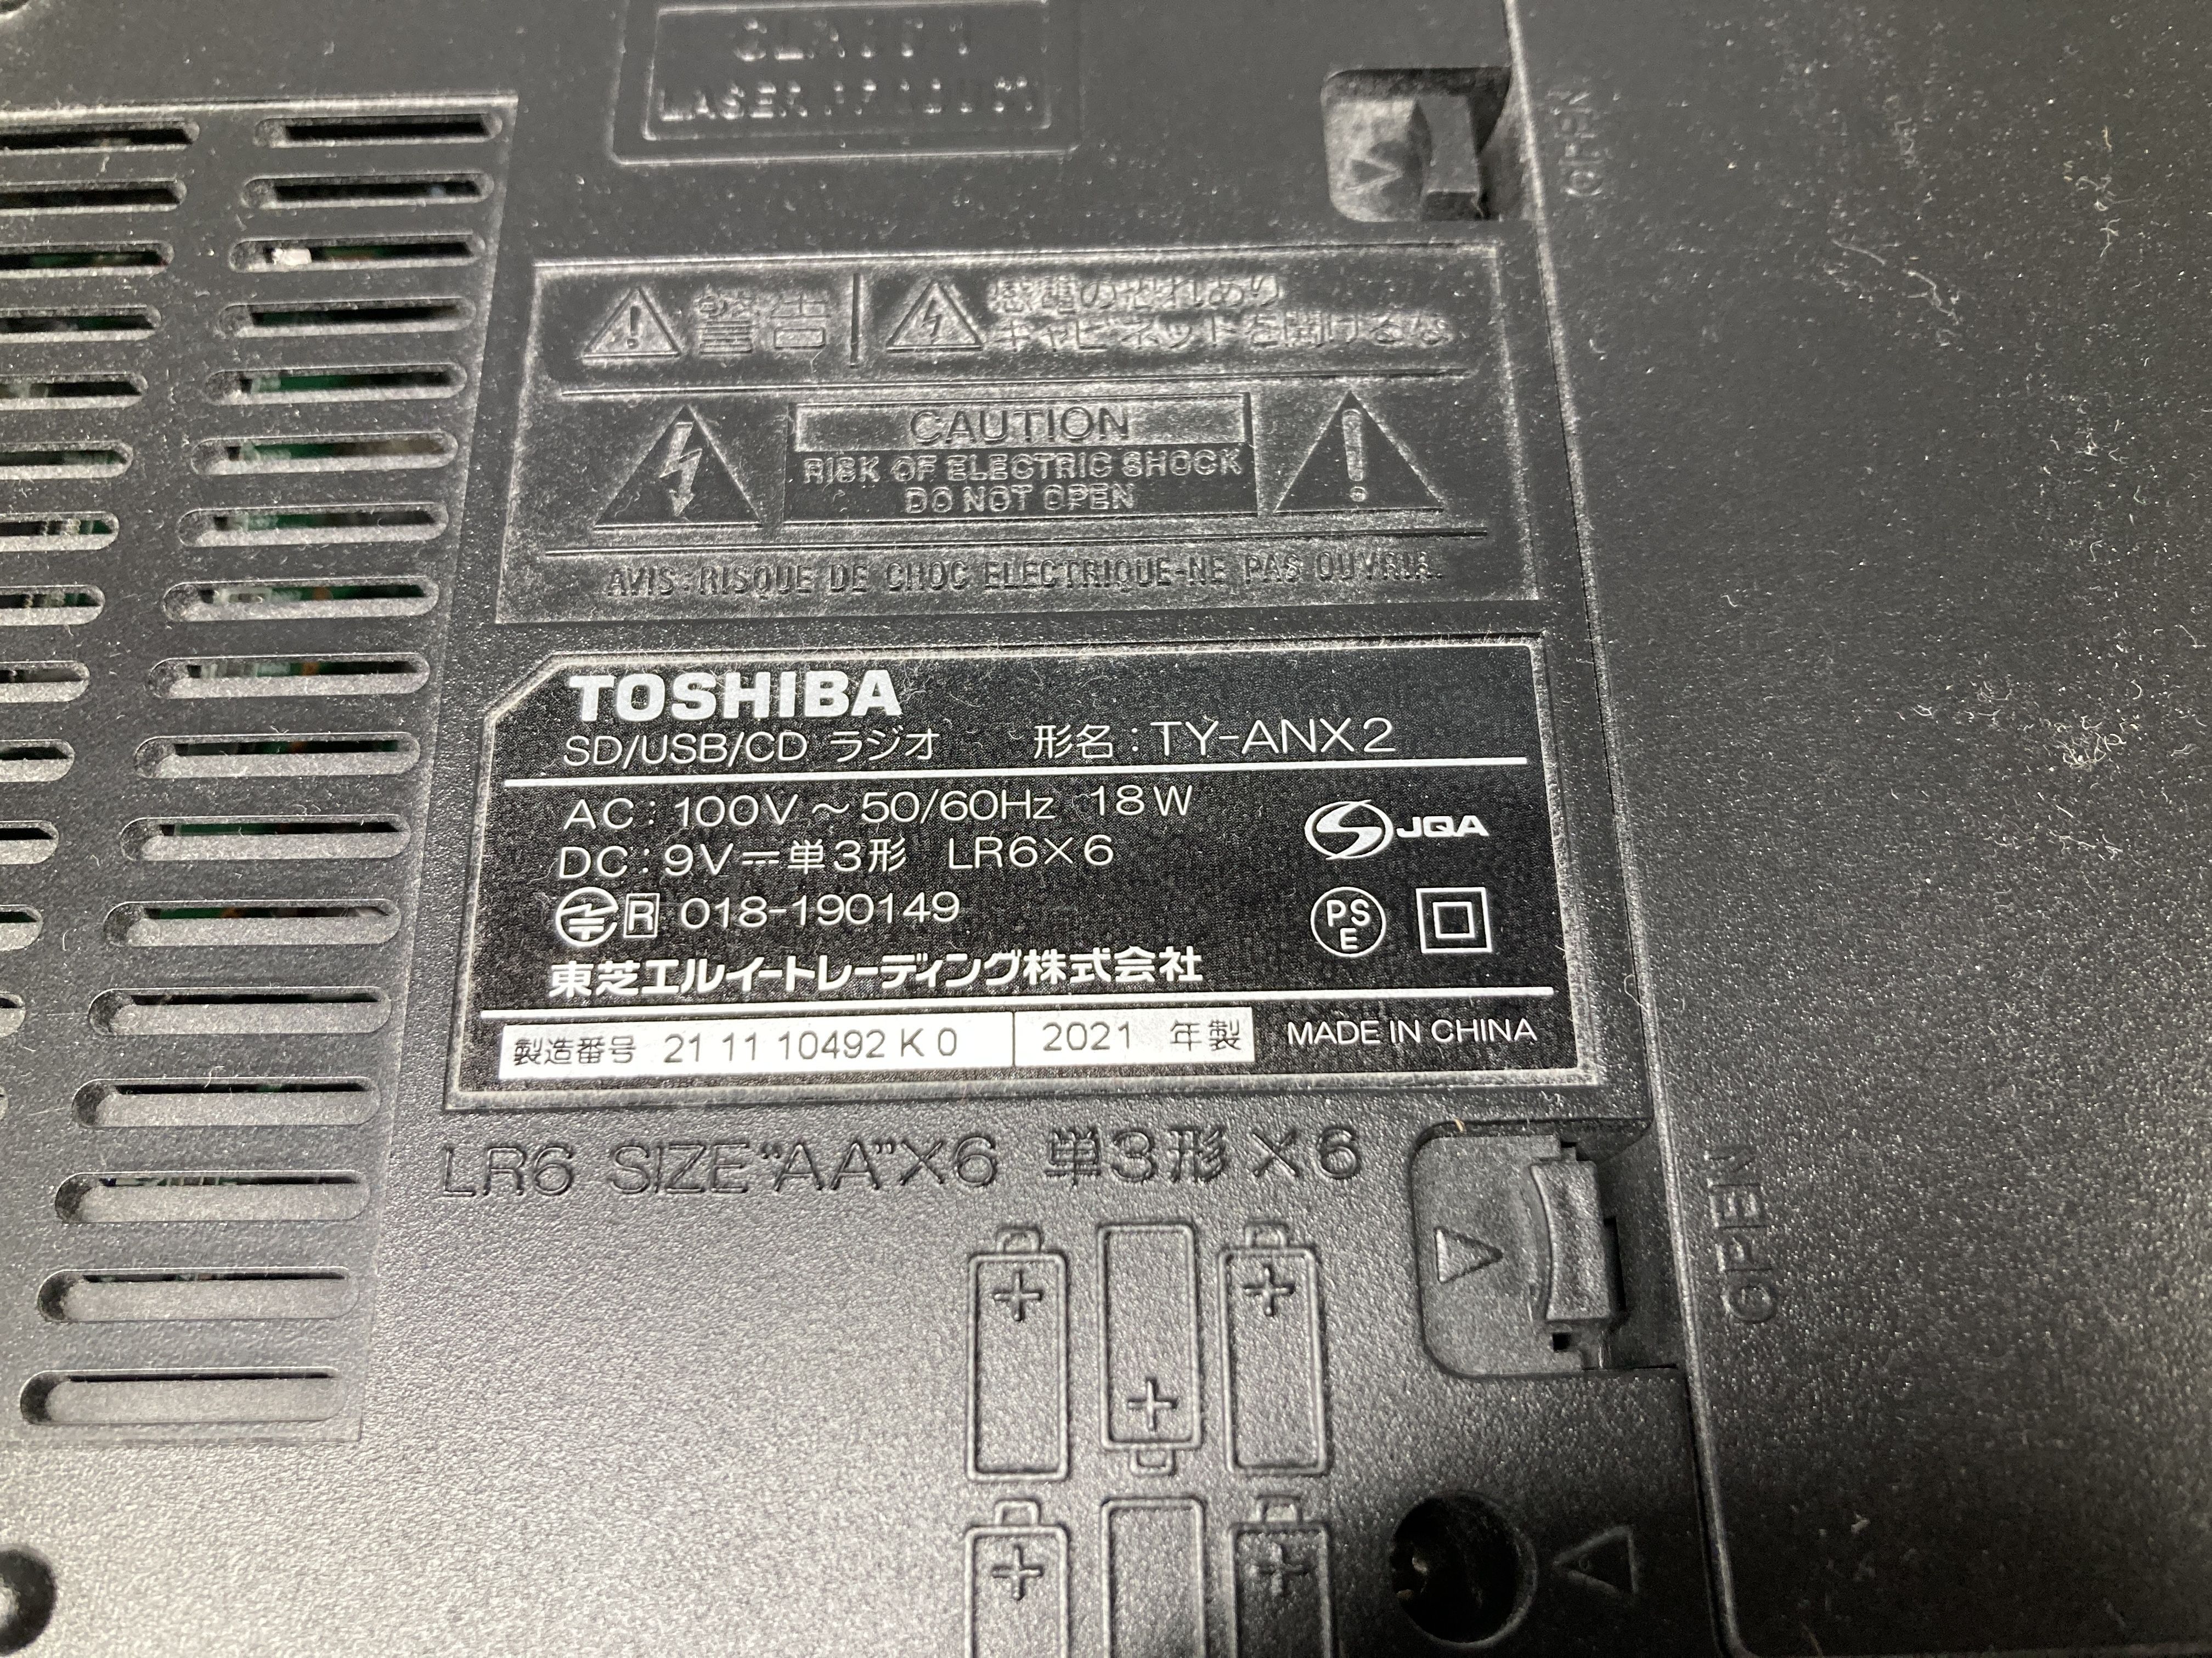 CLASS 1
LASER PRODUCT
OPEN
警告
感電の恐れあり
キャビネットを開けるな
CAUTION
RISK OF ELECTRIC SHOCK
DO NOT OPEN
AVIS:RISQUE DE CHOC ELECTRIQUE-NE PAS OUVRIR.
TOSHIBA
SD/USB/CD ラジオ 形名:TY-ANX2
AC:100V~50/60Hz 18W
DC:9V⎓単3形 LR6×6
R 018-190149
東芝エルイートレーディング株式会社
JQA
PS
E
製造番号 21 11 10492 K 0 2021 年製 MADE IN CHINA
LR6 SIZE"AA"×6 単3形×6
OPEN
+ + +
+ +